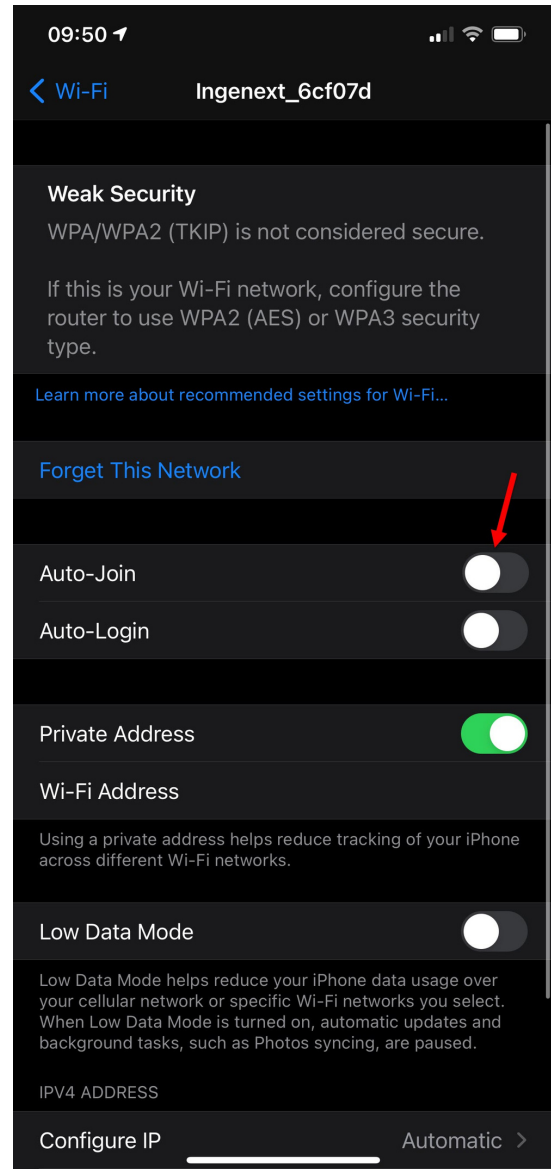 09:50
Wi-Fi
Ingenext_6cf07d
Weak Security
WPA/WPA2 (TKIP) is not considered secure.
If this is your Wi-Fi network, configure the
router to use WPA2 (AES) or WPA3 security
type.
Learn more about recommended settings for Wi-Fi...
Forget This Network
Auto-Join
Auto-Login
Private Address
Wi-Fi Address
Using a private address helps reduce tracking of your iPhone
across different Wi-Fi networks.
Low Data Mode
Low Data Mode helps reduce your iPhone data usage over
your cellular network or specific Wi-Fi networks you select.
When Low Data Mode is turned on, automatic updates and
background tasks, such as Photos syncing, are paused.
IPV4 ADDRESS
Configure IP Automatic